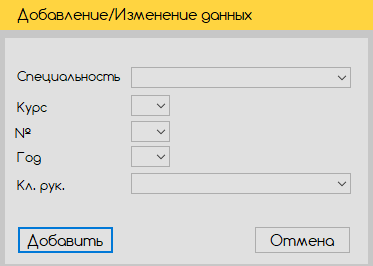 Добавление/Изменение данных
Специальность
Курс
№
Год
Кл. рук.
Добавить Отмена